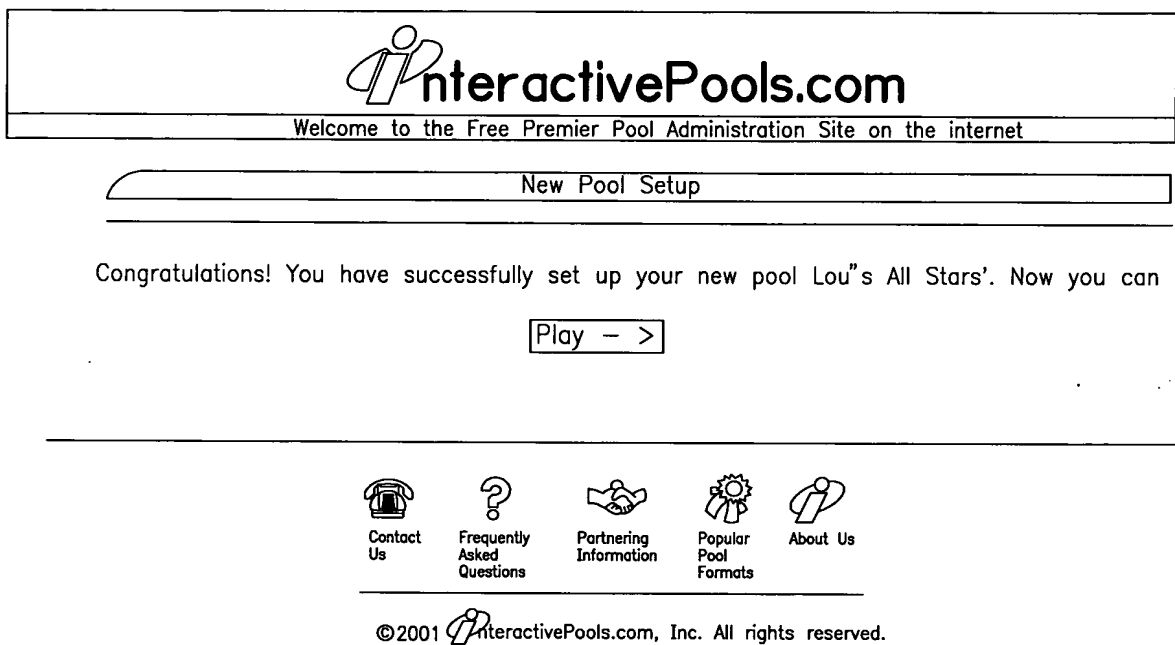 interactivePools.com
Welcome to the Free Premier Pool Administration Site on the internet
New Pool Setup
Congratulations! You have successfully set up your new pool Lou"s All Stars'. Now you can
Play - >
Contact Us
Frequently Asked Questions
Partnering Information
Popular Pool Formats
About Us
©2001 interactivePools.com, Inc. All rights reserved.